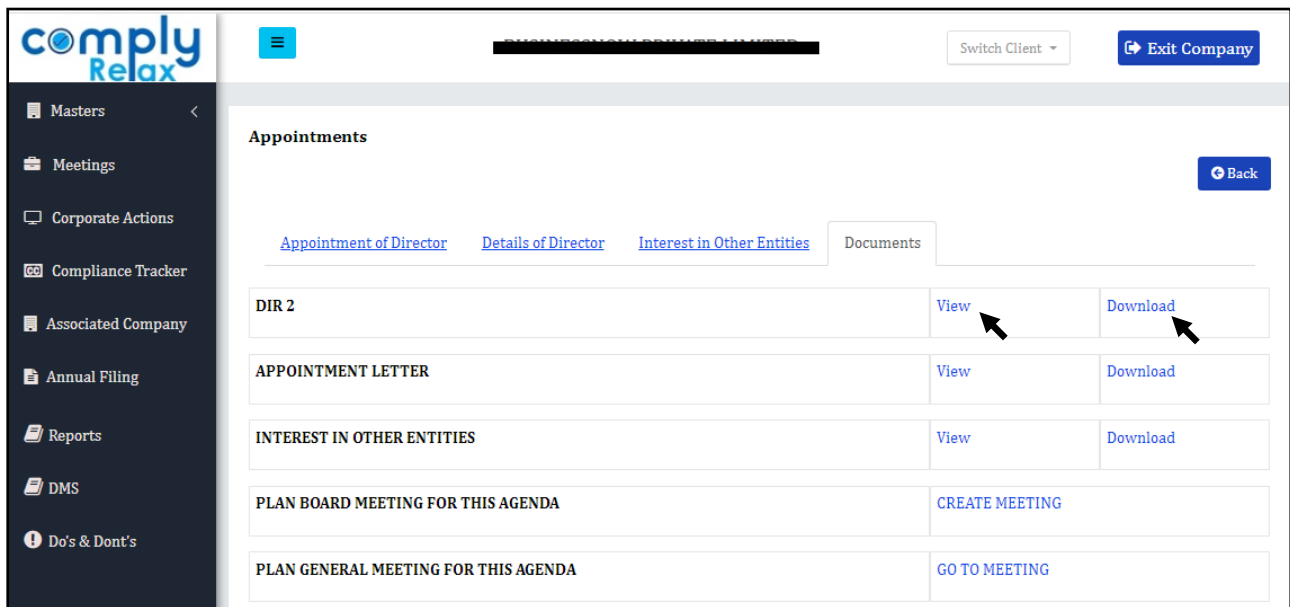 comply
Relax
Switch Client
Exit Company
Masters
Meetings
Corporate Actions
CC Compliance Tracker
Associated Company
Annual Filing
Reports
DMS
Do's & Dont's
Appointments
Back
Appointment of Director Details of Director Interest in Other Entities Documents
DIR 2 View Download
APPOINTMENT LETTER View Download
INTEREST IN OTHER ENTITIES View Download
PLAN BOARD MEETING FOR THIS AGENDA CREATE MEETING
PLAN GENERAL MEETING FOR THIS AGENDA GO TO MEETING